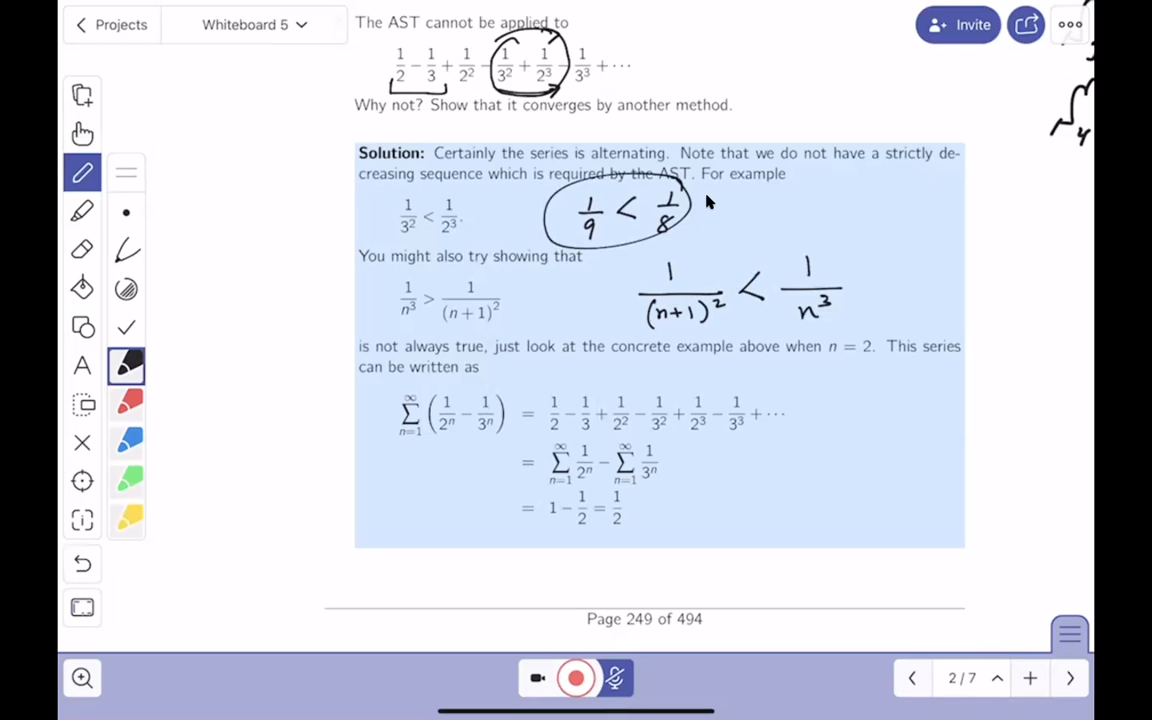 Projects
Whiteboard 5
Invite
The AST cannot be applied to
1/2 − 1/3 + 1/2² − 1/3² + 1/2³ − 1/3³ + ···
Why not? Show that it converges by another method.
Solution: Certainly the series is alternating. Note that we do not have a strictly de-
creasing sequence which is required by the AST. For example
1/3² < 1/2³.
1/9 < 1/8
You might also try showing that
1/n³ > 1/(n + 1)²
1/(n+1)² < 1/n³
is not always true, just look at the concrete example above when n = 2. This series
can be written as
∞∑n=1 (1/2ⁿ − 1/3ⁿ) = 1/2 − 1/3 + 1/2² − 1/3² + 1/2³ − 1/3³ + ···
= ∞∑n=1 1/2ⁿ − ∞∑n=1 1/3ⁿ
= 1 − 1/2 = 1/2
Page 249 of 494
2/7